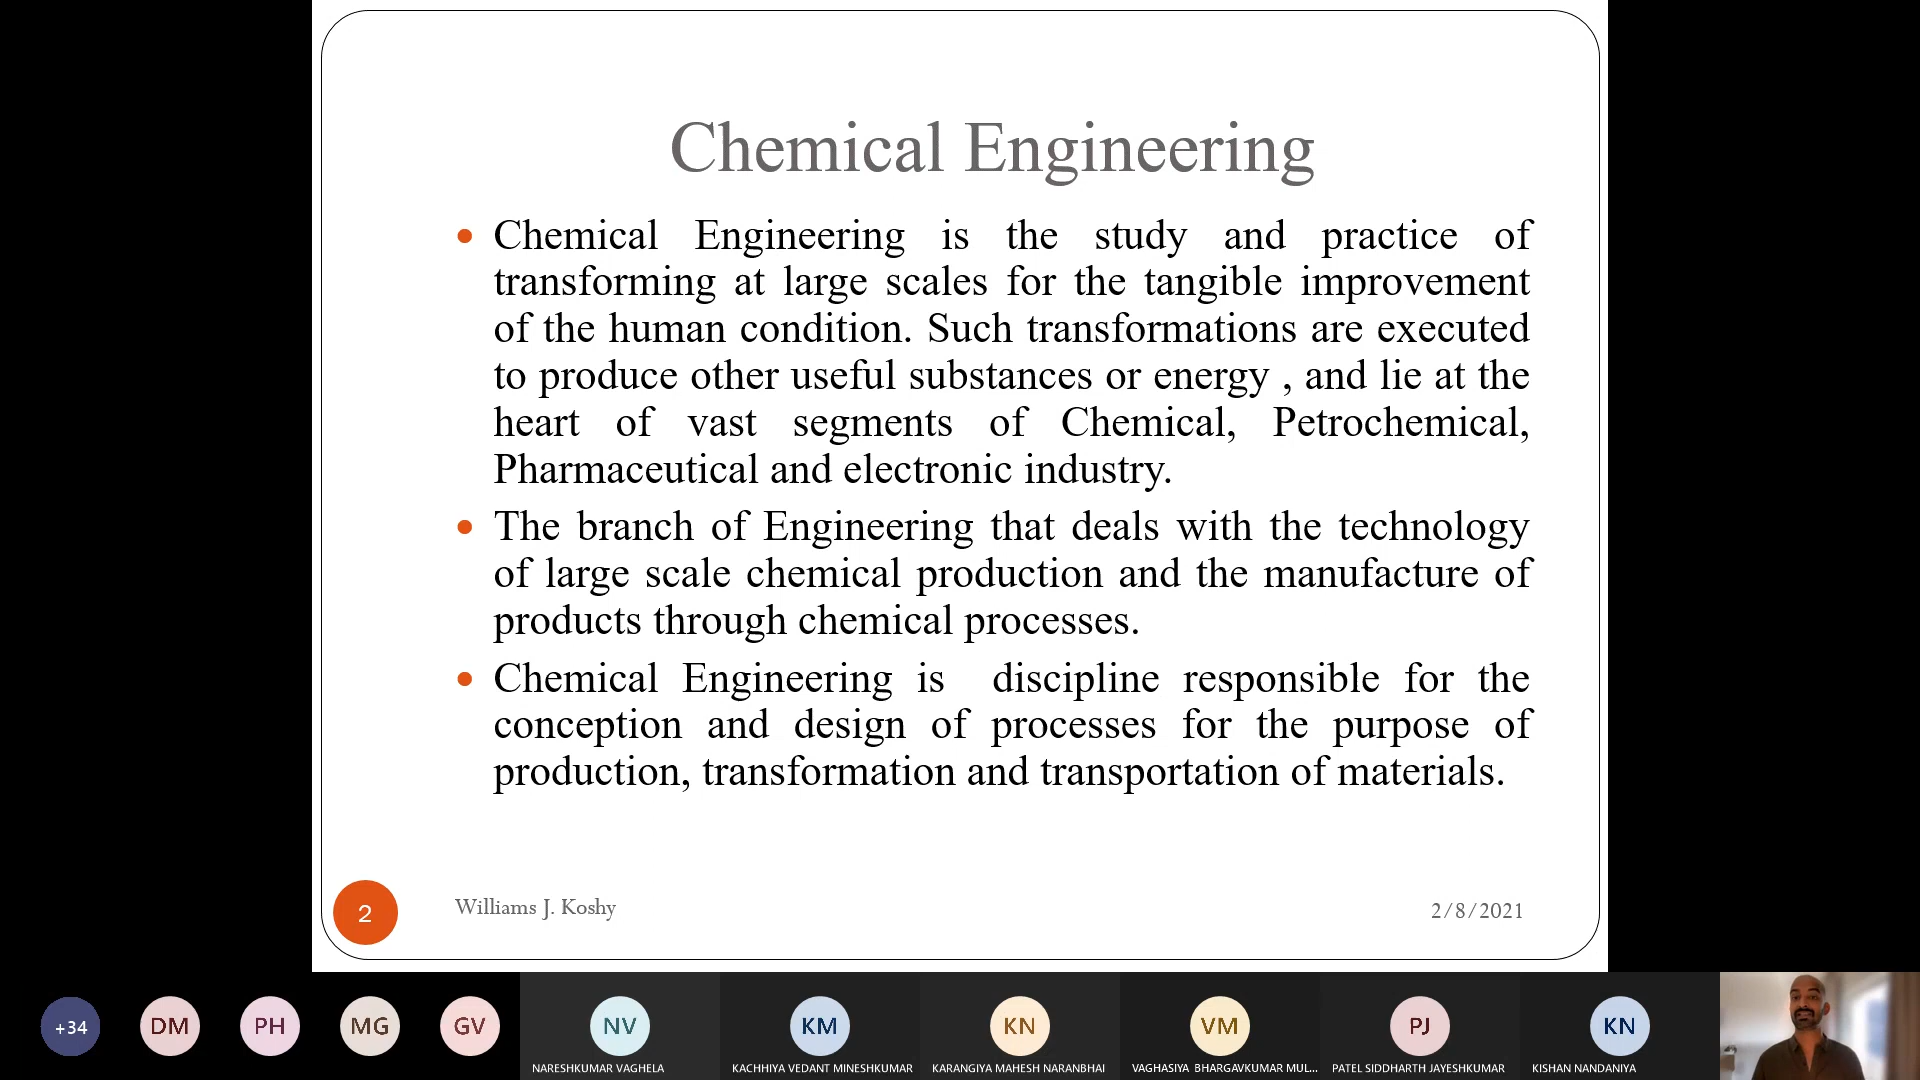 Chemical Engineering
• Chemical Engineering is the study and practice of
transforming at large scales for the tangible improvement
of the human condition. Such transformations are executed
to produce other useful substances or energy , and lie at the
heart of vast segments of Chemical, Petrochemical,
Pharmaceutical and electronic industry.
• The branch of Engineering that deals with the technology
of large scale chemical production and the manufacture of
products through chemical processes.
• Chemical Engineering is  discipline responsible for the
conception and design of processes for the purpose of
production, transformation and transportation of materials.
2
Williams J. Koshy
2/8/2021
+34
DM
PH
MG
GV
NV
NARESHKUMAR VAGHELA
KM
KACHHIYA VEDANT MINESHKUMAR
KN
KARANGIYA MAHESH NARANBHAI
VM
VAGHASIYA BHARGAVKUMAR MUL...
PJ
PATEL SIDDHARTH JAYESHKUMAR
KN
KISHAN NANDANIYA